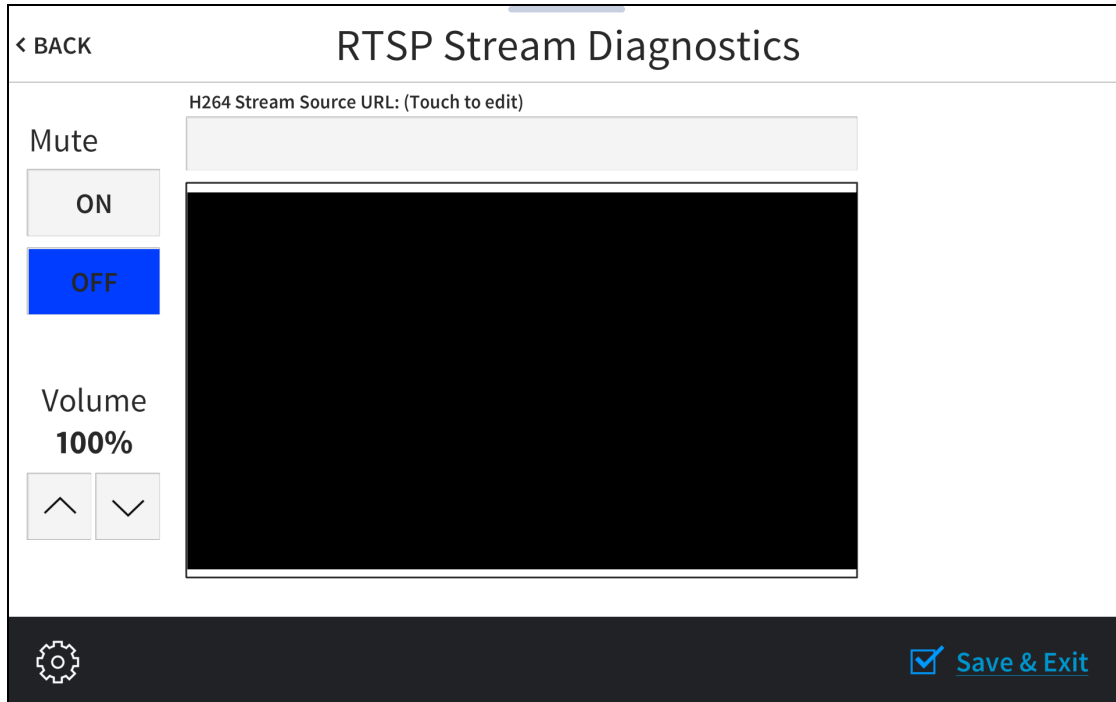 < BACK
RTSP Stream Diagnostics
H264 Stream Source URL: (Touch to edit)
Mute
ON
OFF
Volume
100%
Save & Exit